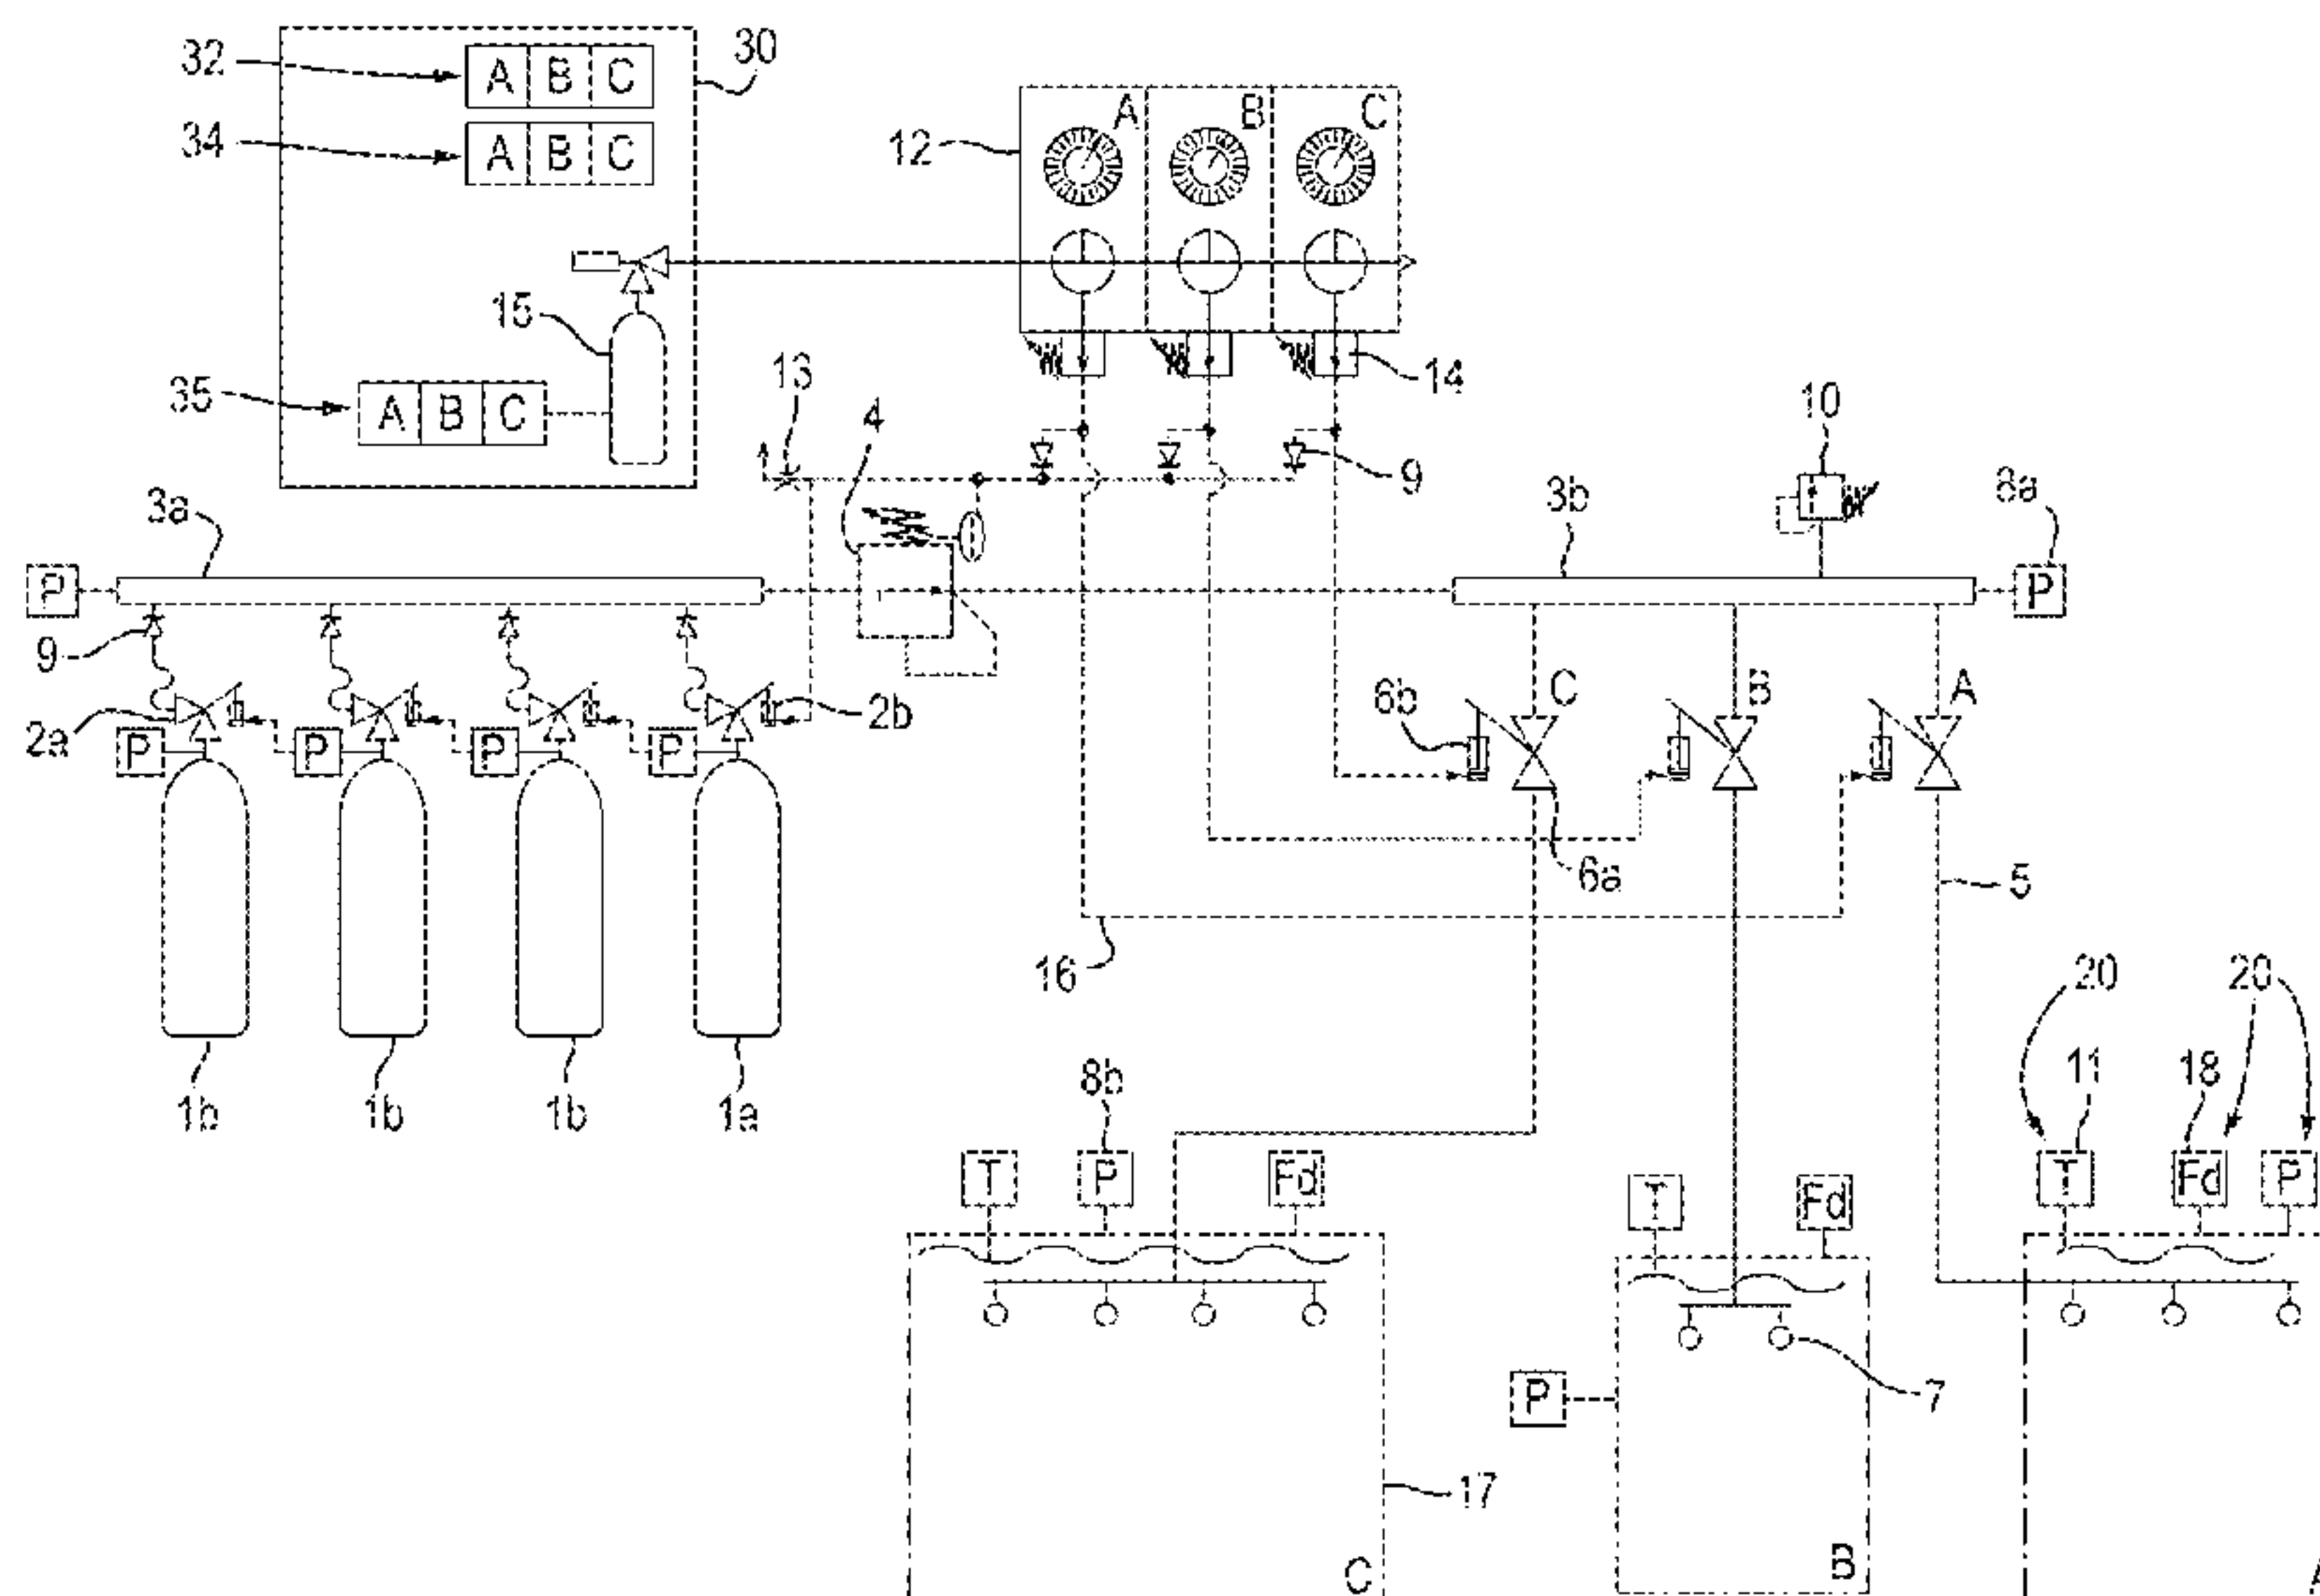 32 A B C 30
34 A B C
12 A B C
15
35 A B C
13
4
14
9
10
3a
3b
8a
P
P
9
2a
2b
P P P P
6b
C B A
6a
5
16
20 20
1b 1b 1b 1a
8b
11 18
T P Fd
T Fd
T Fd P
P
7
17
C
B